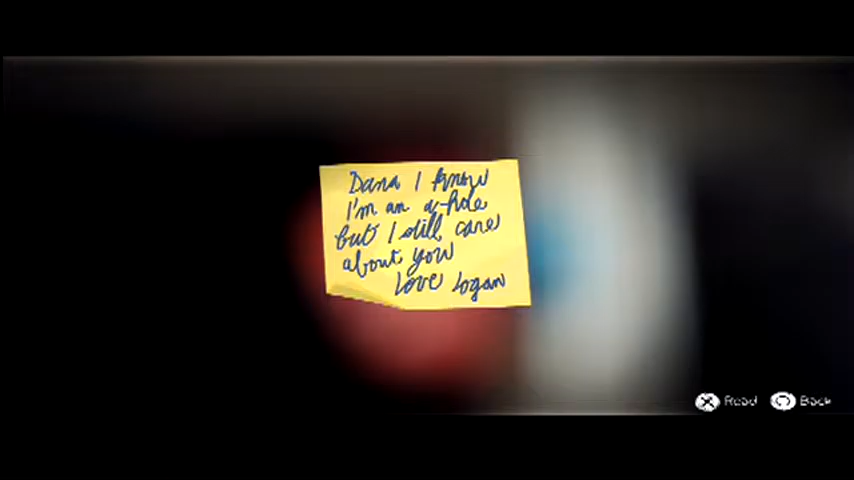 Dana I know
I'm an a-hole
but I still care
about you
Love Logan
Read
Back